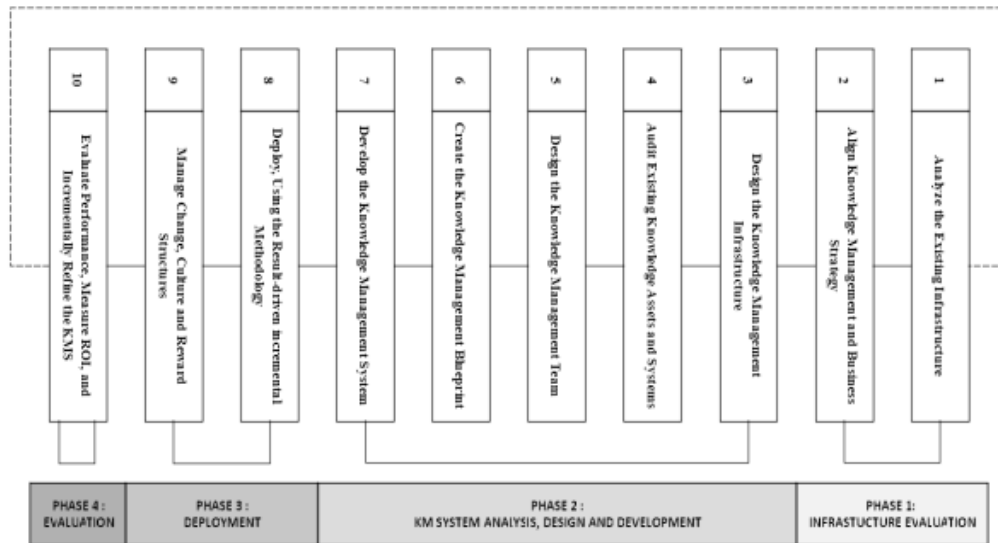 1
Analyze the Existing Infrastructure
2
Align Knowledge Management and Business
Strategy
3
Design the Knowledge Management
Infrastructure
4
Audit Existing Knowledge Assets and Systems
5
Design the Knowledge Management Team
6
Create the Knowledge Management Blueprint
7
Develop the Knowledge Management System
8
Deploy, Using the Result-driven incremental
Methodology
9
Manage Change, Culture and Reward
Structures
10
Evaluate Performance, Measure ROI, and
Incrementally Refine the KMS
PHASE 1:
INFRASTUCTURE EVALUATION
PHASE 2 :
KM SYSTEM ANALYSIS, DESIGN AND DEVELOPMENT
PHASE 3 :
DEPLOYMENT
PHASE 4 :
EVALUATION